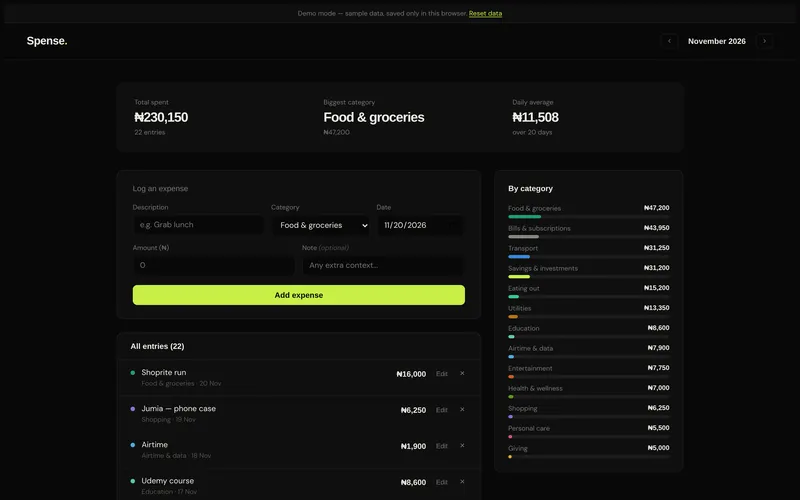 Demo mode — sample data, saved only in this browser. Reset data
Spense.
‹ November 2026 ›
Total spent
₦230,150
22 entries
Biggest category
Food & groceries
₦47,200
Daily average
₦11,508
over 20 days
Log an expense
Description
e.g. Grab lunch
Category
Food & groceries
Date
11/20/2026
Amount (₦)
0
Note (optional)
Any extra context...
Add expense
All entries (22)
Shoprite run
Food & groceries · 20 Nov
₦16,000 Edit ×
Jumia — phone case
Shopping · 19 Nov
₦6,250 Edit ×
Airtime
Airtime & data · 18 Nov
₦1,900 Edit ×
Udemy course
Education · 17 Nov
₦8,600 Edit ×
By category
Food & groceries ₦47,200
Bills & subscriptions ₦43,950
Transport ₦31,250
Savings & investments ₦31,200
Eating out ₦15,200
Utilities ₦13,350
Education ₦8,600
Airtime & data ₦7,900
Entertainment ₦7,750
Health & wellness ₦7,000
Shopping ₦6,250
Personal care ₦5,500
Giving ₦5,000